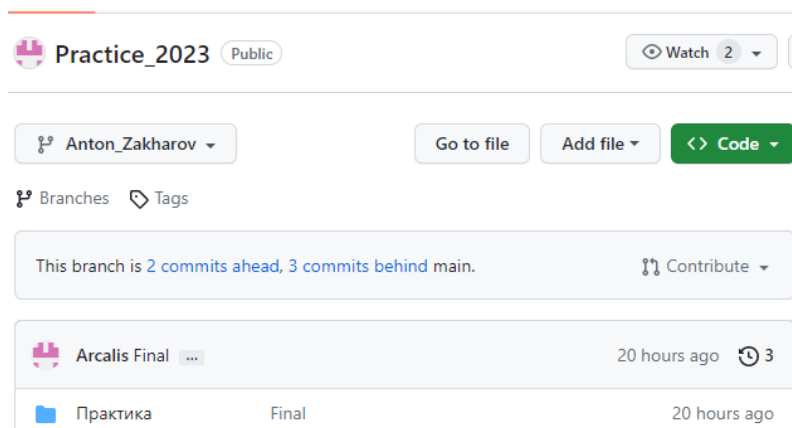 Practice_2023 Public Watch 2
Anton_Zakharov Go to file Add file <> Code
Branches Tags
This branch is 2 commits ahead, 3 commits behind main. Contribute
Arcalis Final ... 20 hours ago 3
Практика Final 20 hours ago